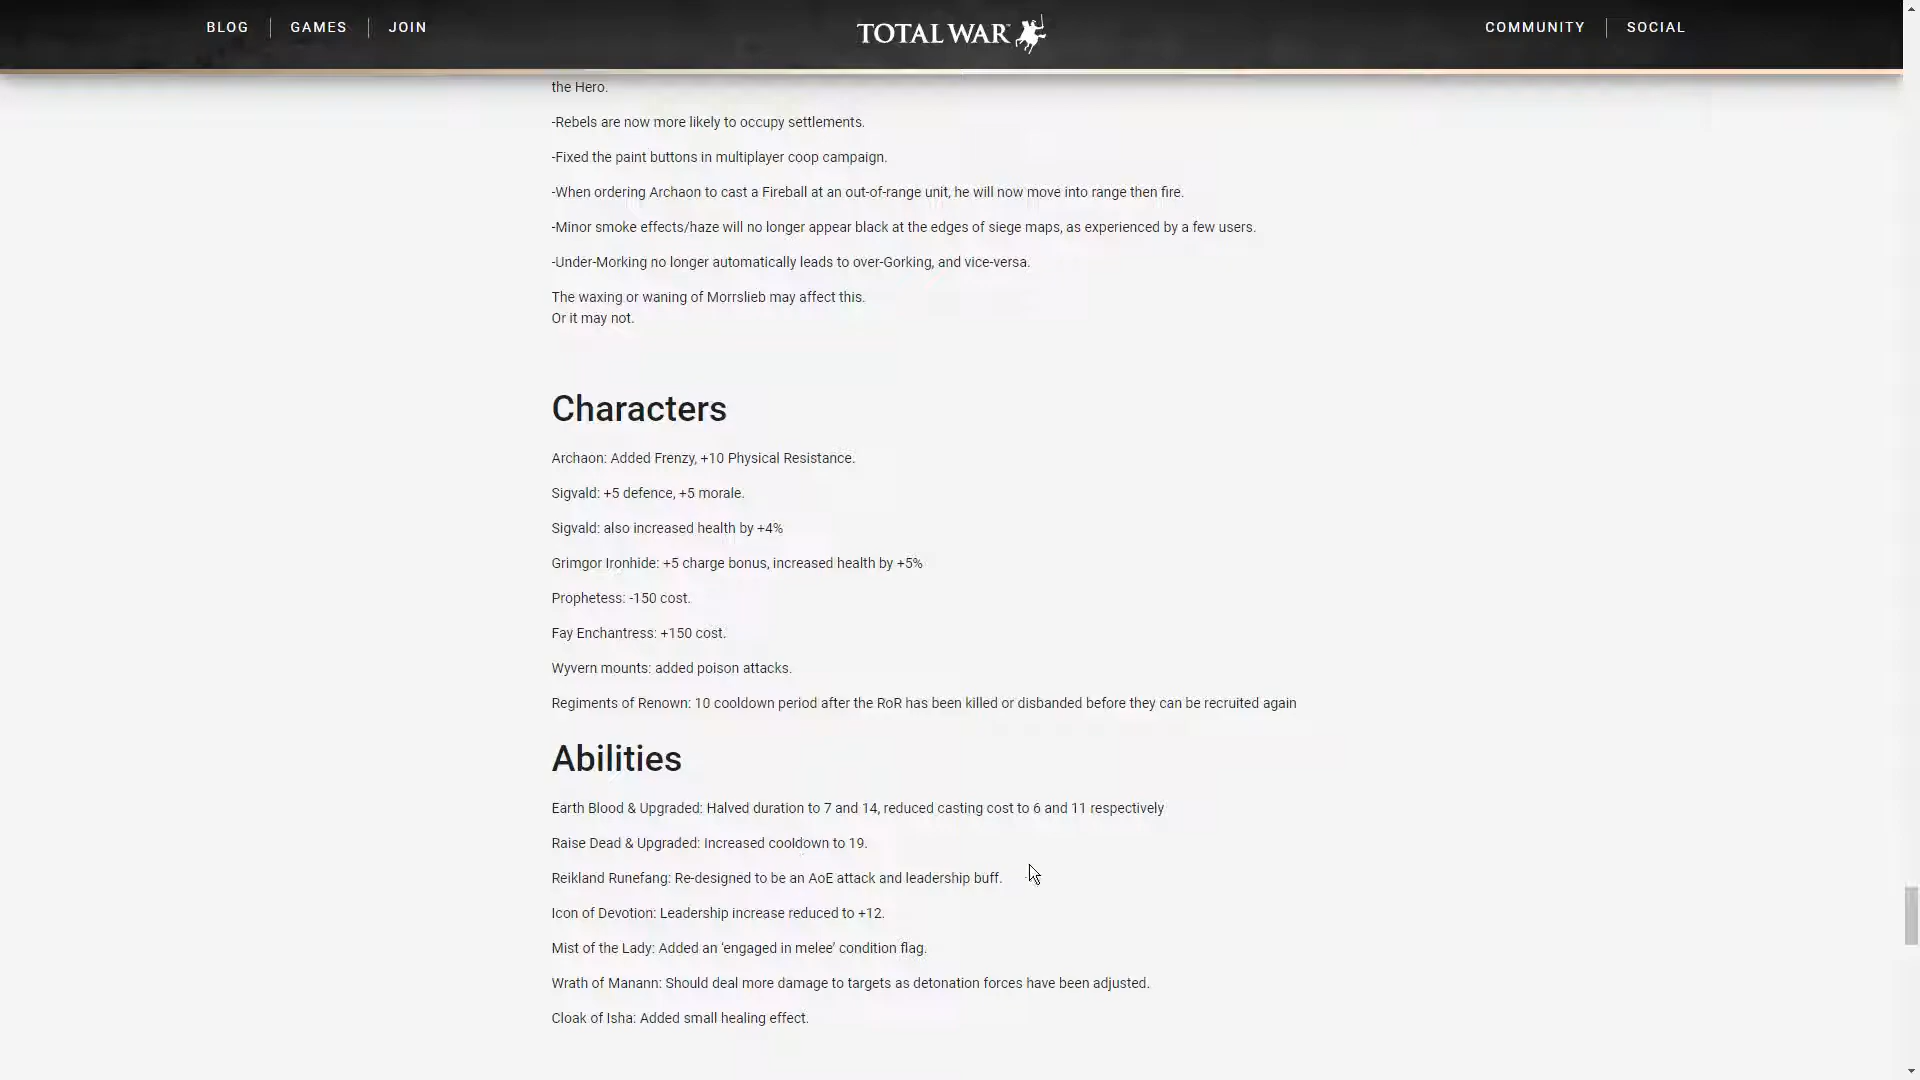 BLOG
GAMES
JOIN
TOTAL WAR
COMMUNITY
SOCIAL
the Hero.
-Rebels are now more likely to occupy settlements.
-Fixed the paint buttons in multiplayer coop campaign.
-When ordering Archaon to cast a Fireball at an out-of-range unit, he will now move into range then fire.
-Minor smoke effects/haze will no longer appear black at the edges of siege maps, as experienced by a few users.
-Under-Morking no longer automatically leads to over-Gorking, and vice-versa.
The waxing or waning of Morrslieb may affect this.
Or it may not.
Characters
Archaon: Added Frenzy, +10 Physical Resistance.
Sigvald: +5 defence, +5 morale.
Sigvald: also increased health by +4%
Grimgor Ironhide: +5 charge bonus, increased health by +5%
Prophetess: -150 cost.
Fay Enchantress: +150 cost.
Wyvern mounts: added poison attacks.
Regiments of Renown: 10 cooldown period after the RoR has been killed or disbanded before they can be recruited again
Abilities
Earth Blood & Upgraded: Halved duration to 7 and 14, reduced casting cost to 6 and 11 respectively
Raise Dead & Upgraded: Increased cooldown to 19.
Reikland Runefang: Re-designed to be an AoE attack and leadership buff.
Icon of Devotion: Leadership increase reduced to +12.
Mist of the Lady: Added an ‘engaged in melee’ condition flag.
Wrath of Manann: Should deal more damage to targets as detonation forces have been adjusted.
Cloak of Isha: Added small healing effect.